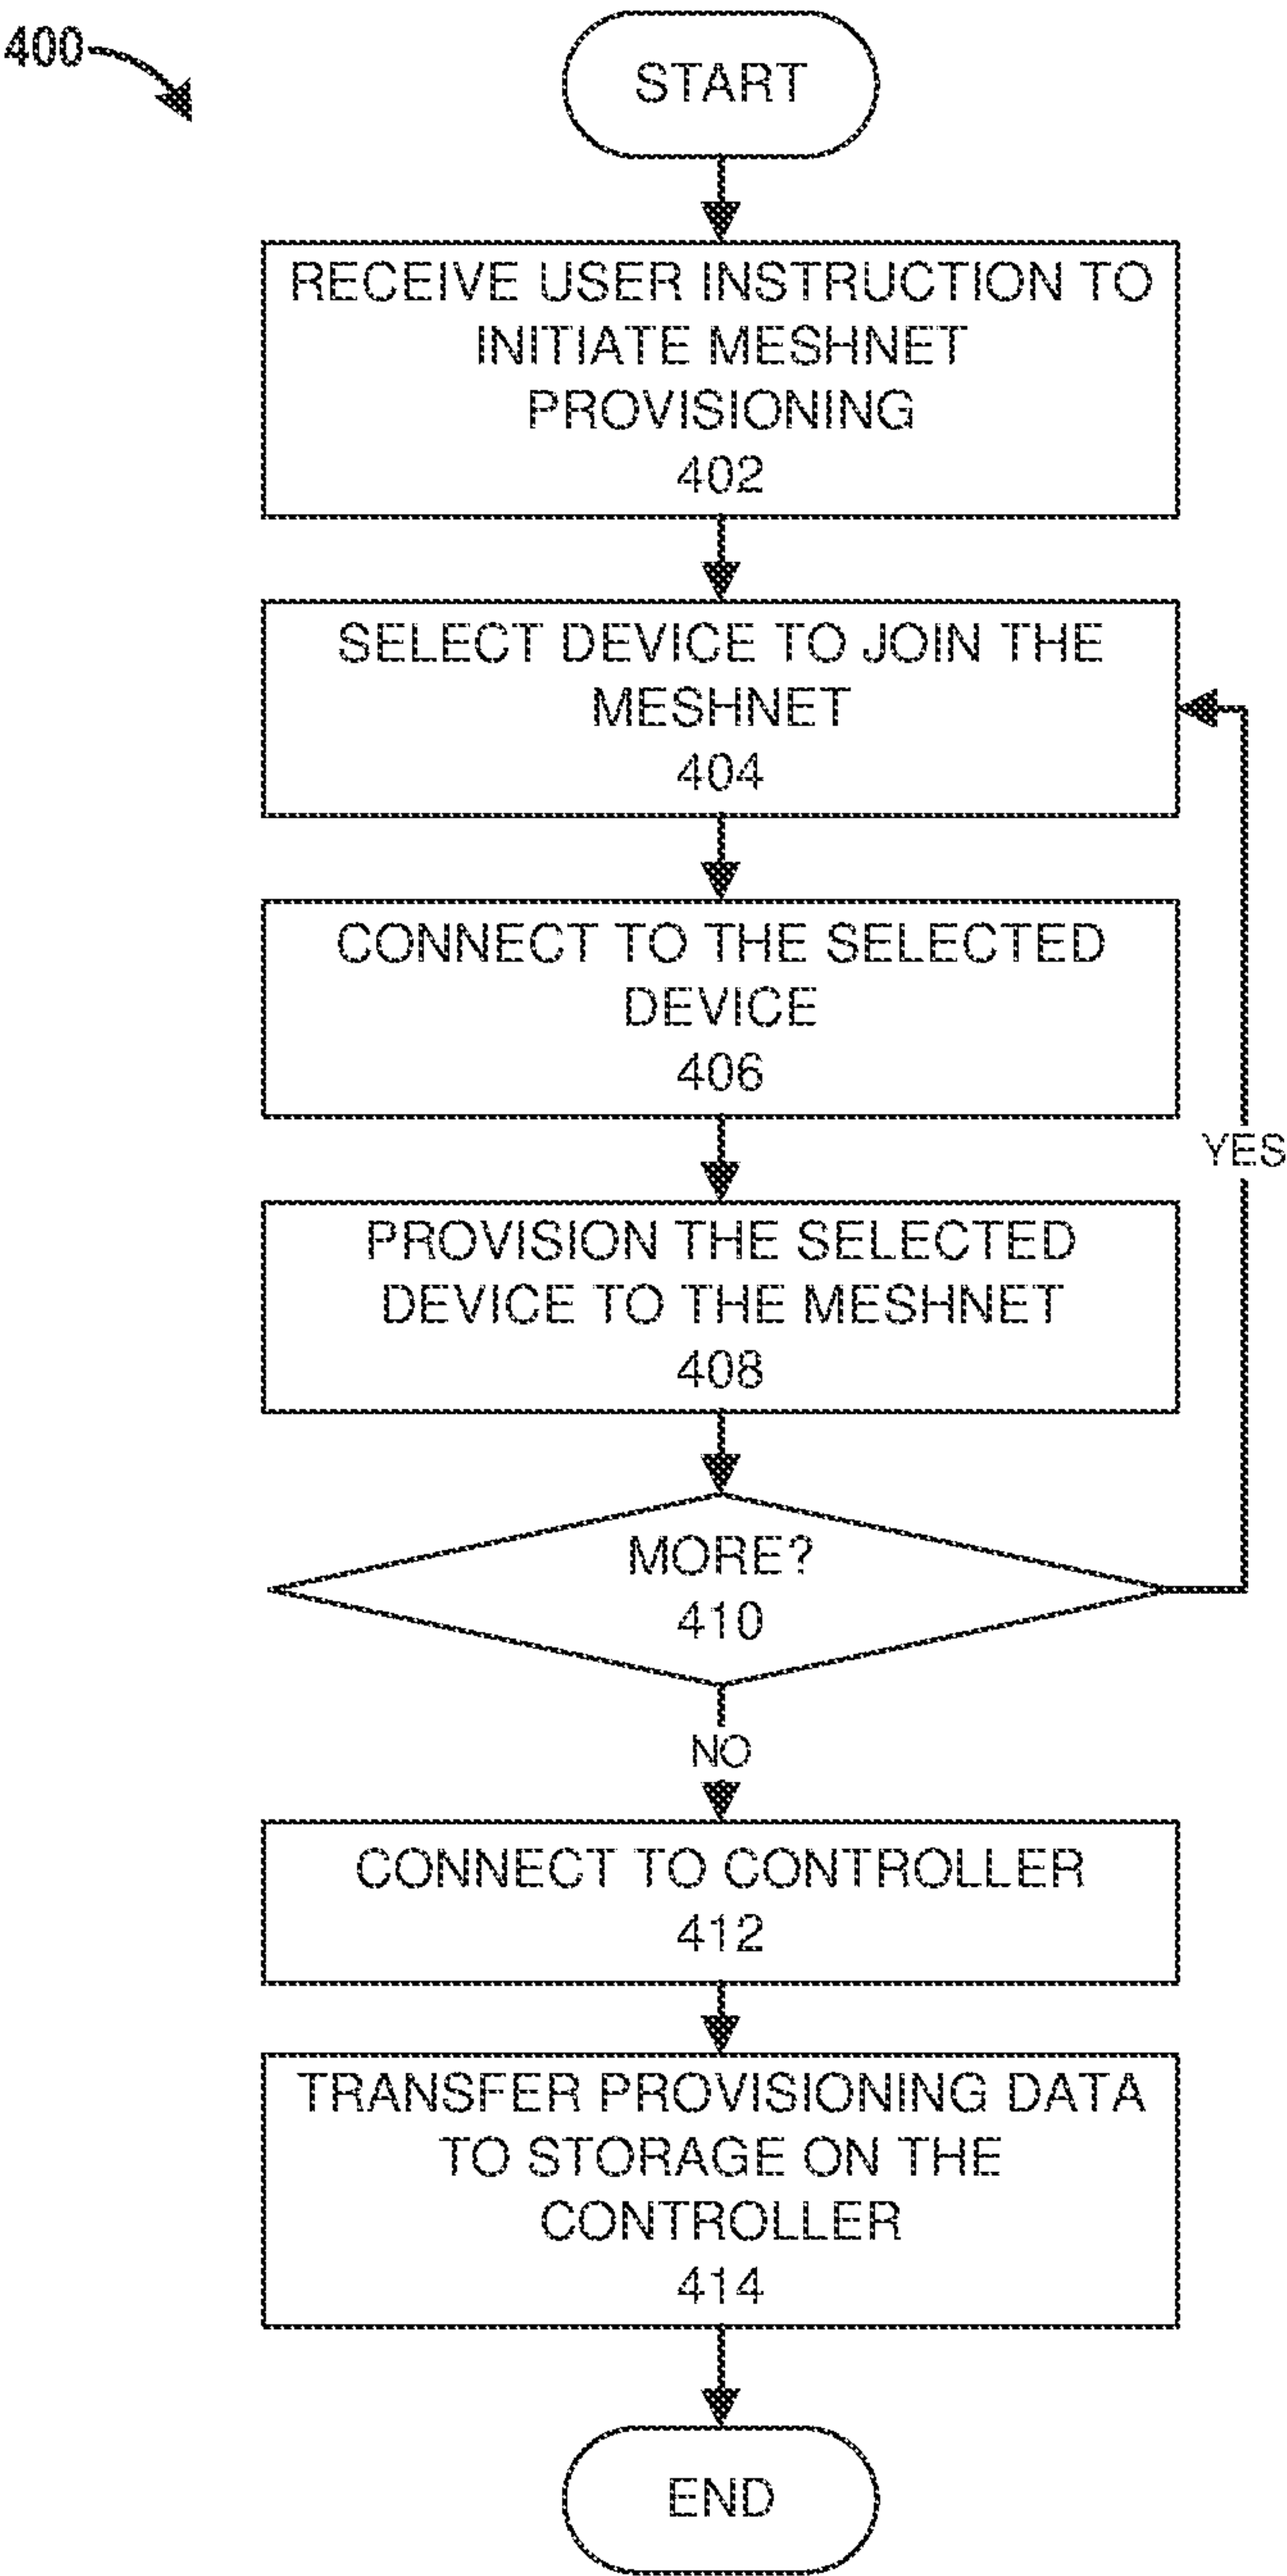 400
START
RECEIVE USER INSTRUCTION TO
INITIATE MESHNET
PROVISIONING
402
SELECT DEVICE TO JOIN THE
MESHNET
404
CONNECT TO THE SELECTED
DEVICE
406
YES
PROVISION THE SELECTED
DEVICE TO THE MESHNET
408
MORE?
410
NO
CONNECT TO CONTROLLER
412
TRANSFER PROVISIONING DATA
TO STORAGE ON THE
CONTROLLER
414
END